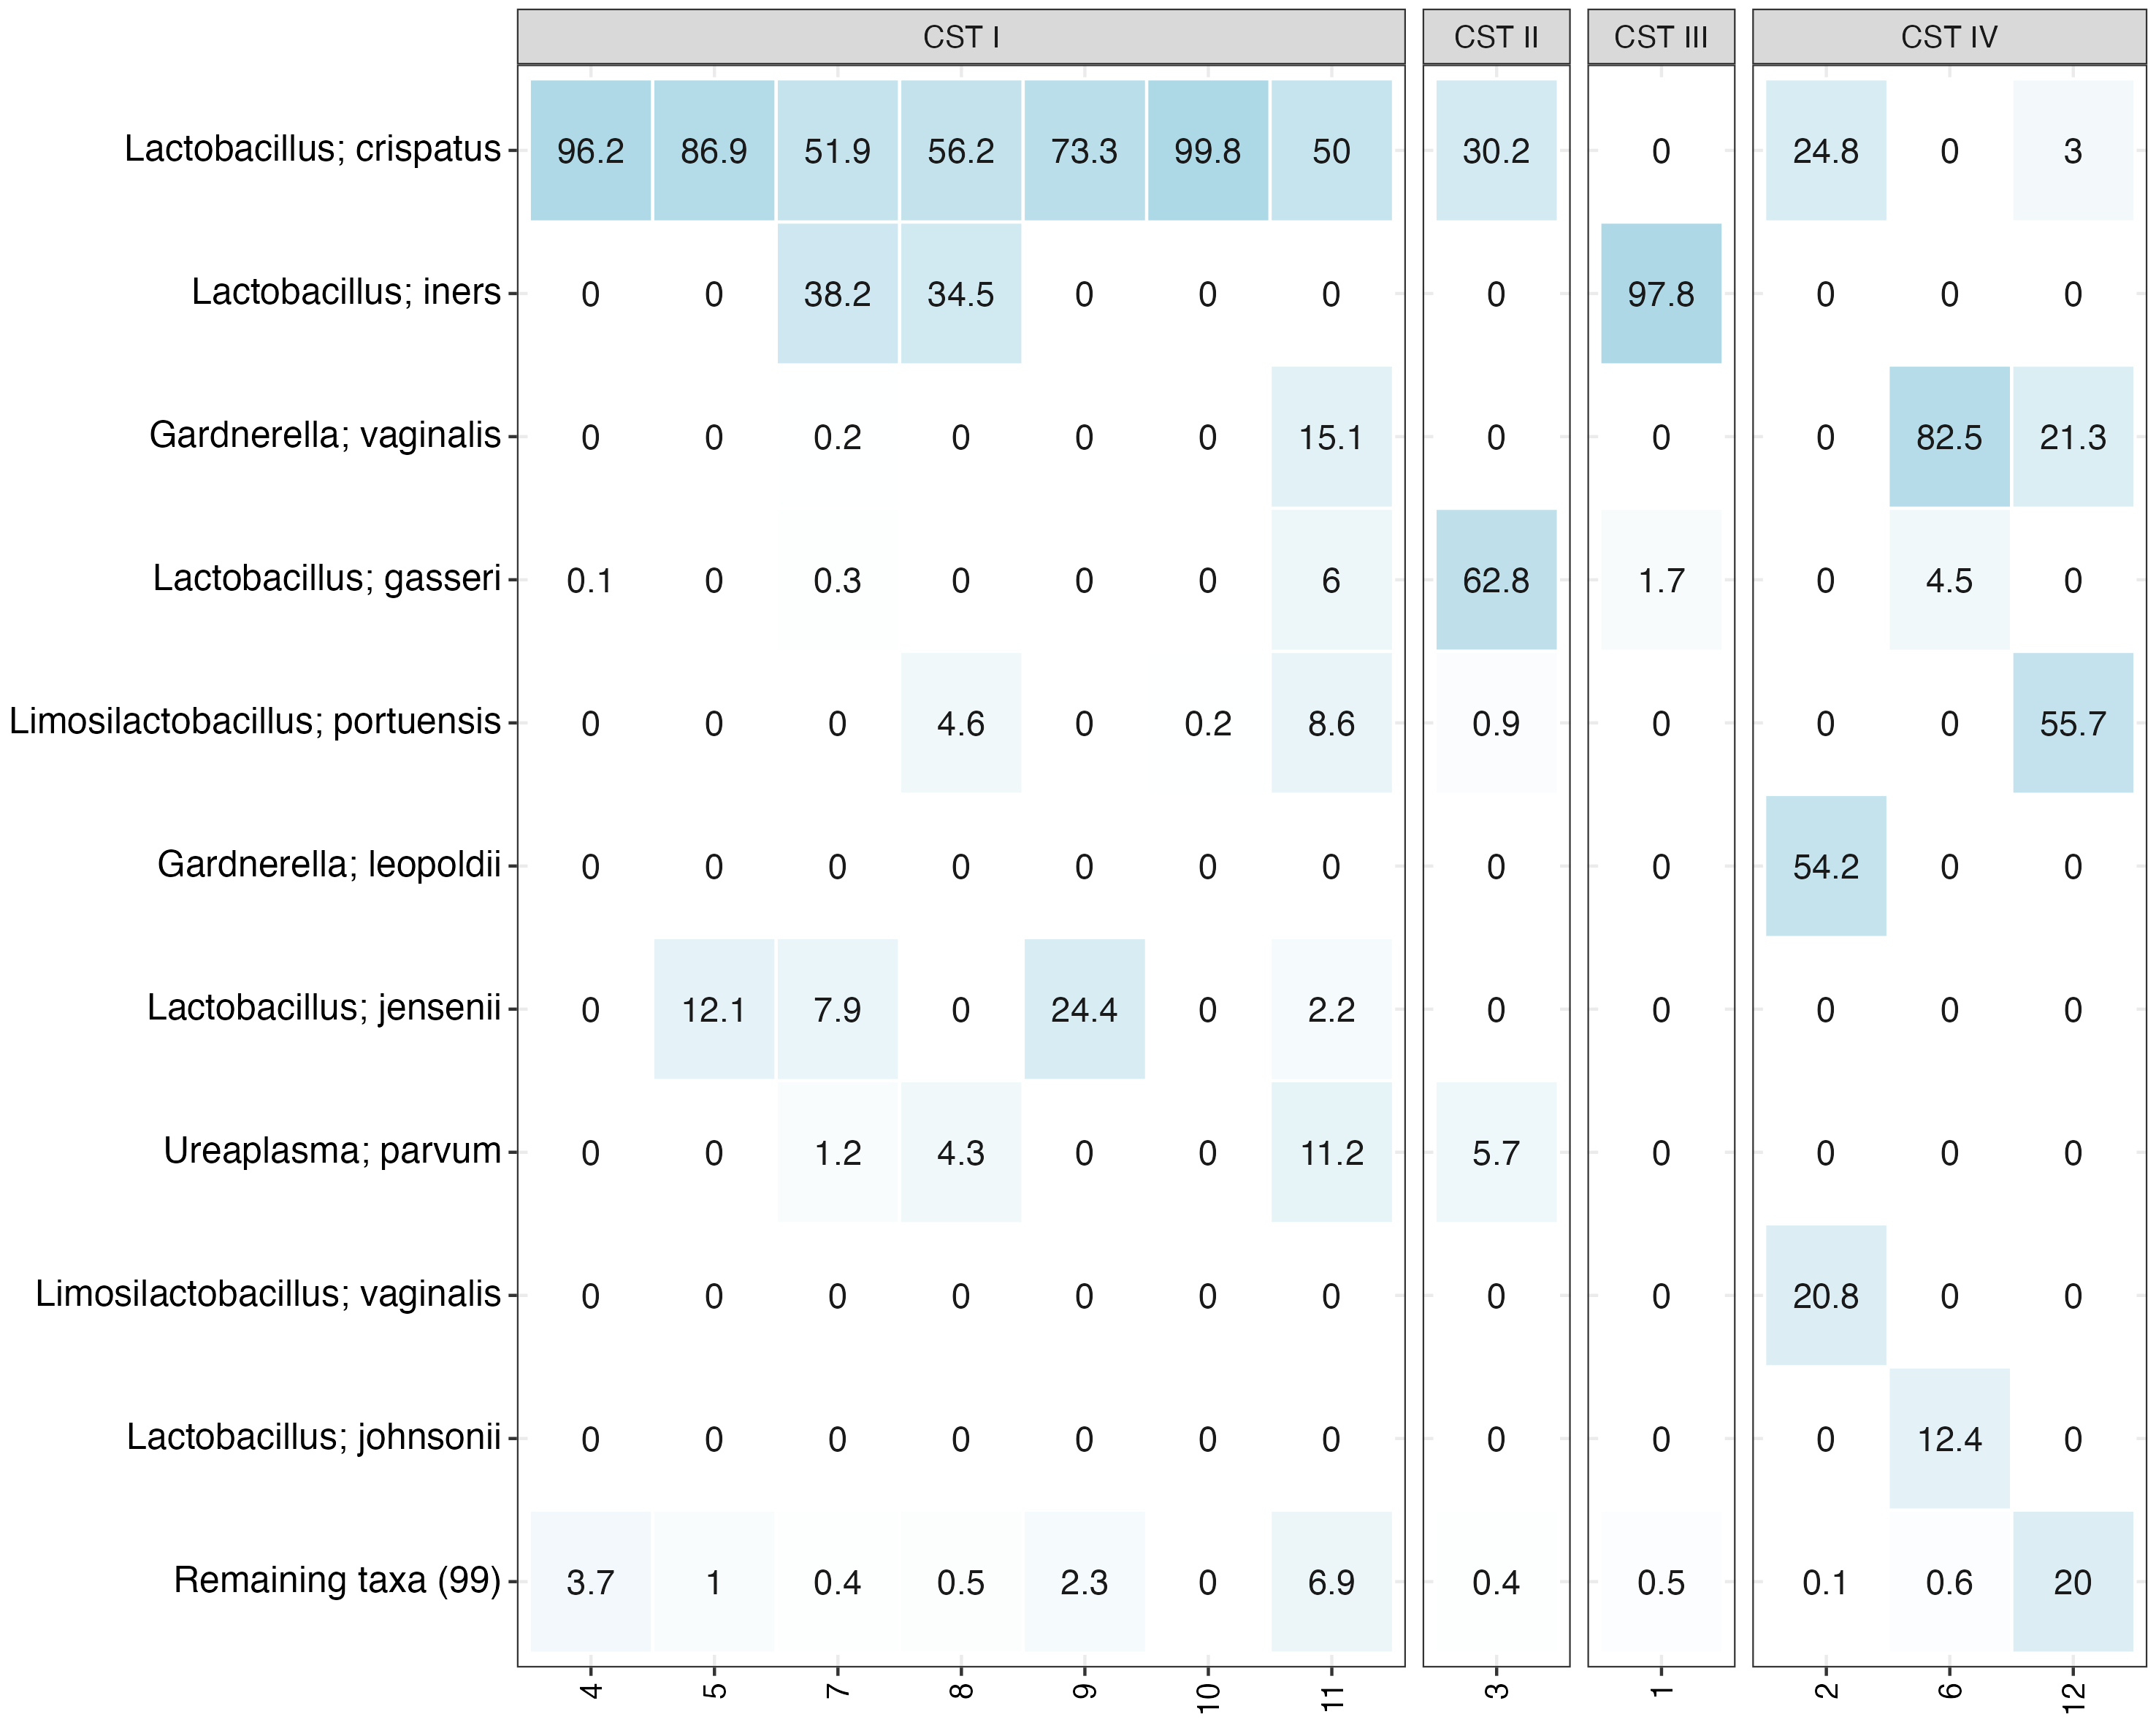 CST I CST II CST III CST IV
Lactobacillus; crispatus 96.2 86.9 51.9 56.2 73.3 99.8 50 30.2 0 24.8 0 3
Lactobacillus; iners 0 0 38.2 34.5 0 0 0 0 97.8 0 0 0
Gardnerella; vaginalis 0 0 0.2 0 0 0 15.1 0 0 0 82.5 21.3
Lactobacillus; gasseri 0.1 0 0.3 0 0 0 6 62.8 1.7 0 4.5 0
Limosilactobacillus; portuensis 0 0 0 4.6 0 0.2 8.6 0.9 0 0 0 55.7
Gardnerella; leopoldii 0 0 0 0 0 0 0 0 0 54.2 0 0
Lactobacillus; jensenii 0 12.1 7.9 0 24.4 0 2.2 0 0 0 0 0
Ureaplasma; parvum 0 0 1.2 4.3 0 0 11.2 5.7 0 0 0 0
Limosilactobacillus; vaginalis 0 0 0 0 0 0 0 0 0 20.8 0 0
Lactobacillus; johnsonii 0 0 0 0 0 0 0 0 0 0 12.4 0
Remaining taxa (99) 3.7 1 0.4 0.5 2.3 0 6.9 0.4 0.5 0.1 0.6 20
4 5 7 8 9 10 11 3 1 2 6 12